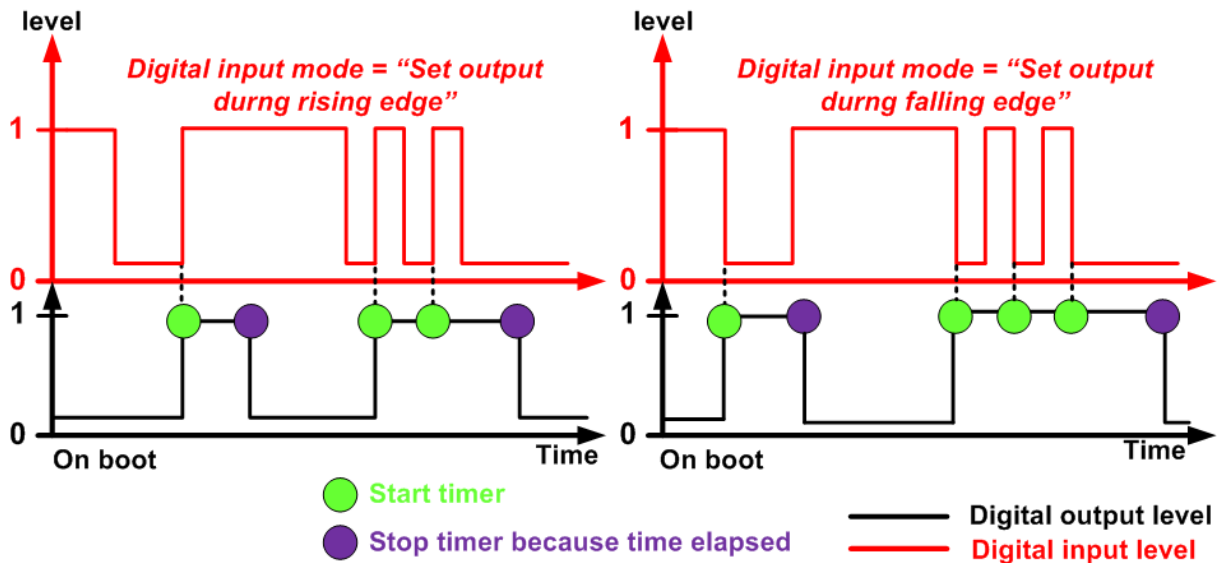 level
Digital input mode = “Set output
durng rising edge”
1
0
1
0
On boot
Time
level
Digital input mode = “Set output
durng falling edge”
1
0
1
0
On boot
Time
Start timer
Stop timer because time elapsed
Digital output level
Digital input level